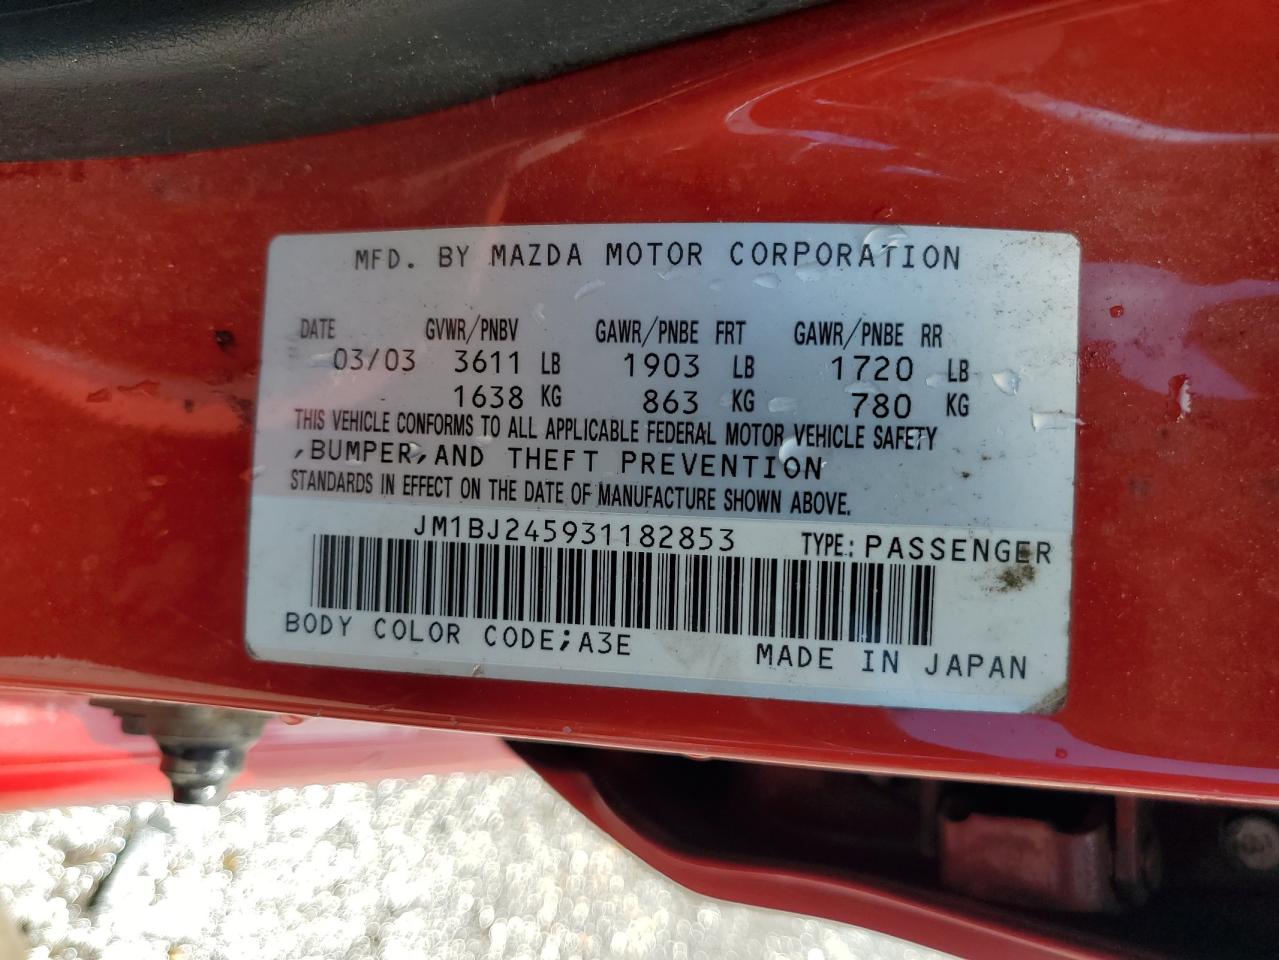 MFD. BY MAZDA MOTOR CORPORATION
DATE GVWR/PNBV GAWR/PNBE FRT GAWR/PNBE RR
03/03 3611 LB 1903 LB 1720 LB
1638 KG 863 KG 780 KG
THIS VEHICLE CONFORMS TO ALL APPLICABLE FEDERAL MOTOR VEHICLE SAFETY
,BUMPER,AND THEFT PREVENTION
STANDARDS IN EFFECT ON THE DATE OF MANUFACTURE SHOWN ABOVE.
JM1BJ245931182853 TYPE: PASSENGER
BODY COLOR CODE;A3E MADE IN JAPAN